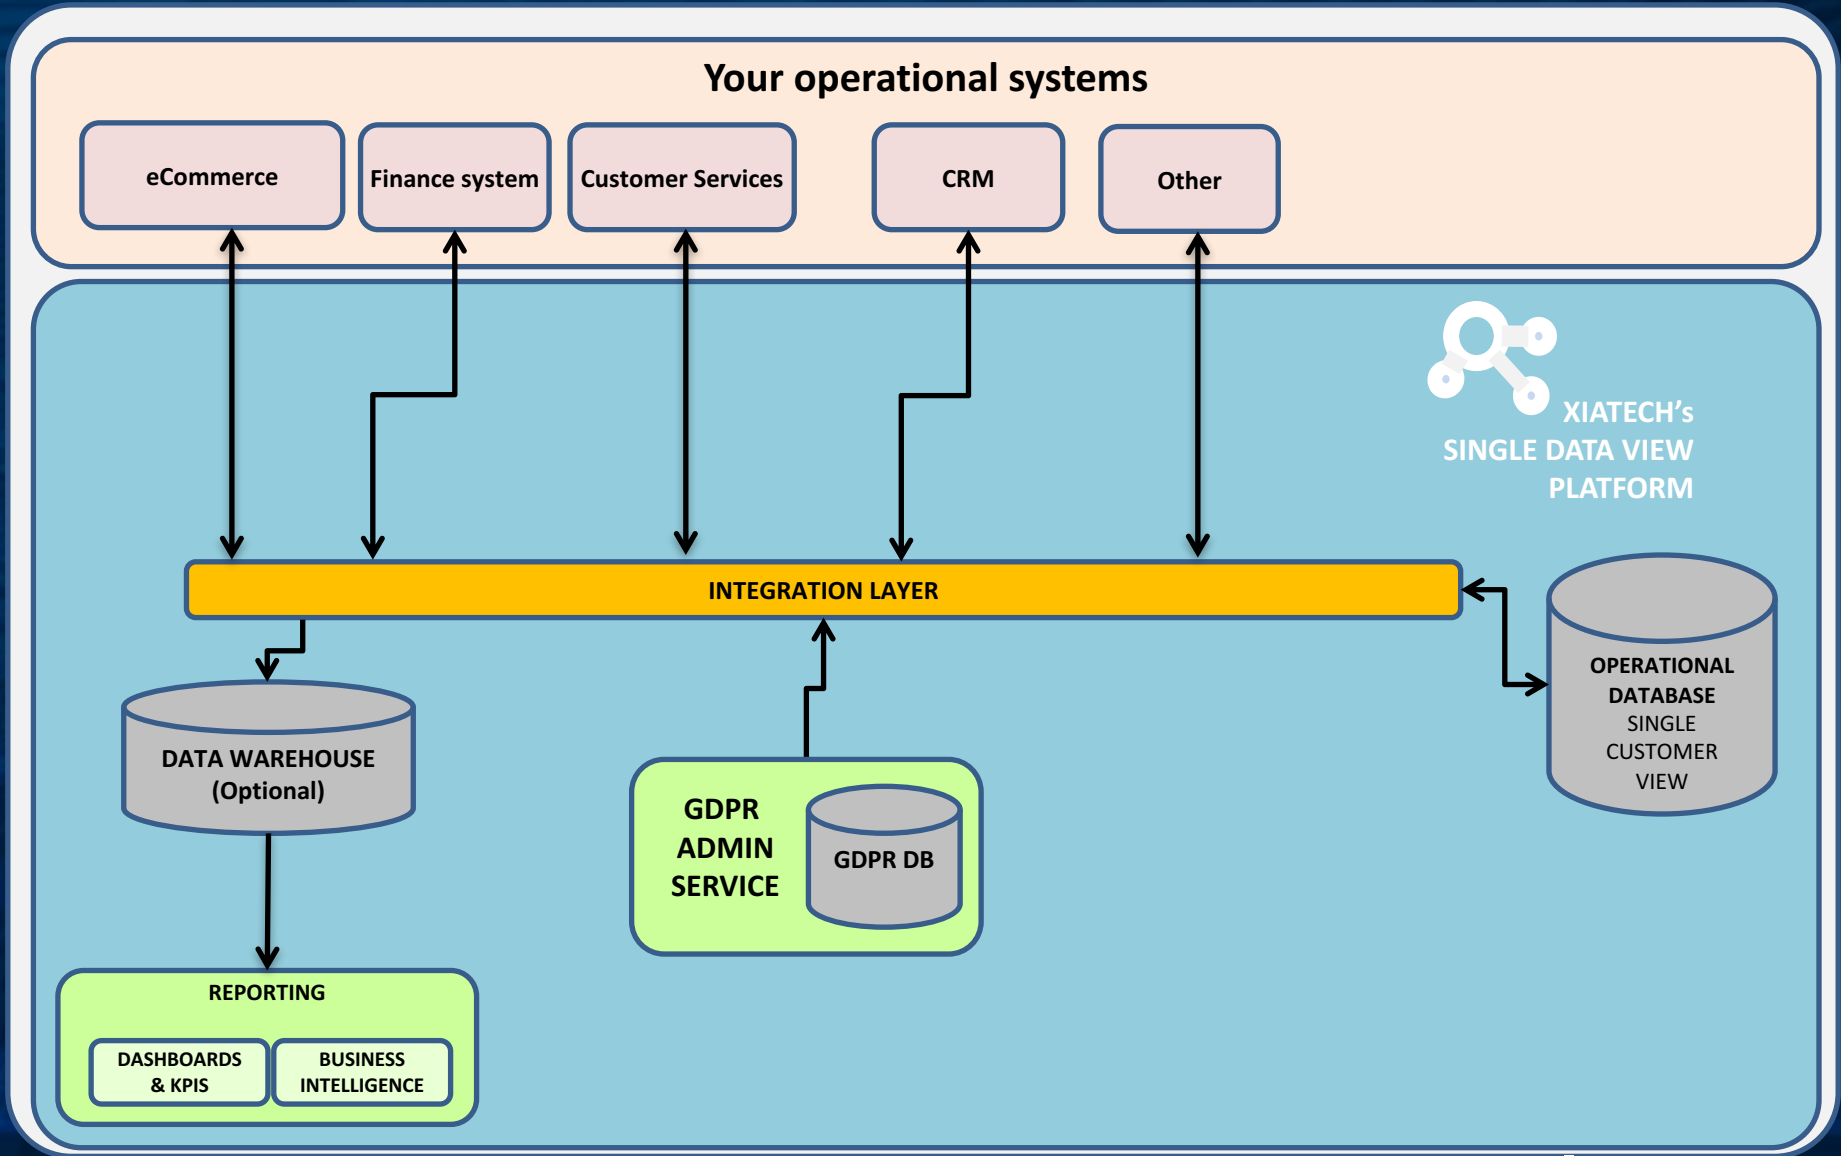 Your operational systems
eCommerce
Finance system
Customer Services
CRM
Other
XIATECH's
SINGLE DATA VIEW
PLATFORM
INTEGRATION LAYER
OPERATIONAL
DATABASE
SINGLE
CUSTOMER
VIEW
DATA WAREHOUSE
(Optional)
GDPR
ADMIN
SERVICE
GDPR DB
REPORTING
DASHBOARDS
& KPIS
BUSINESS
INTELLIGENCE